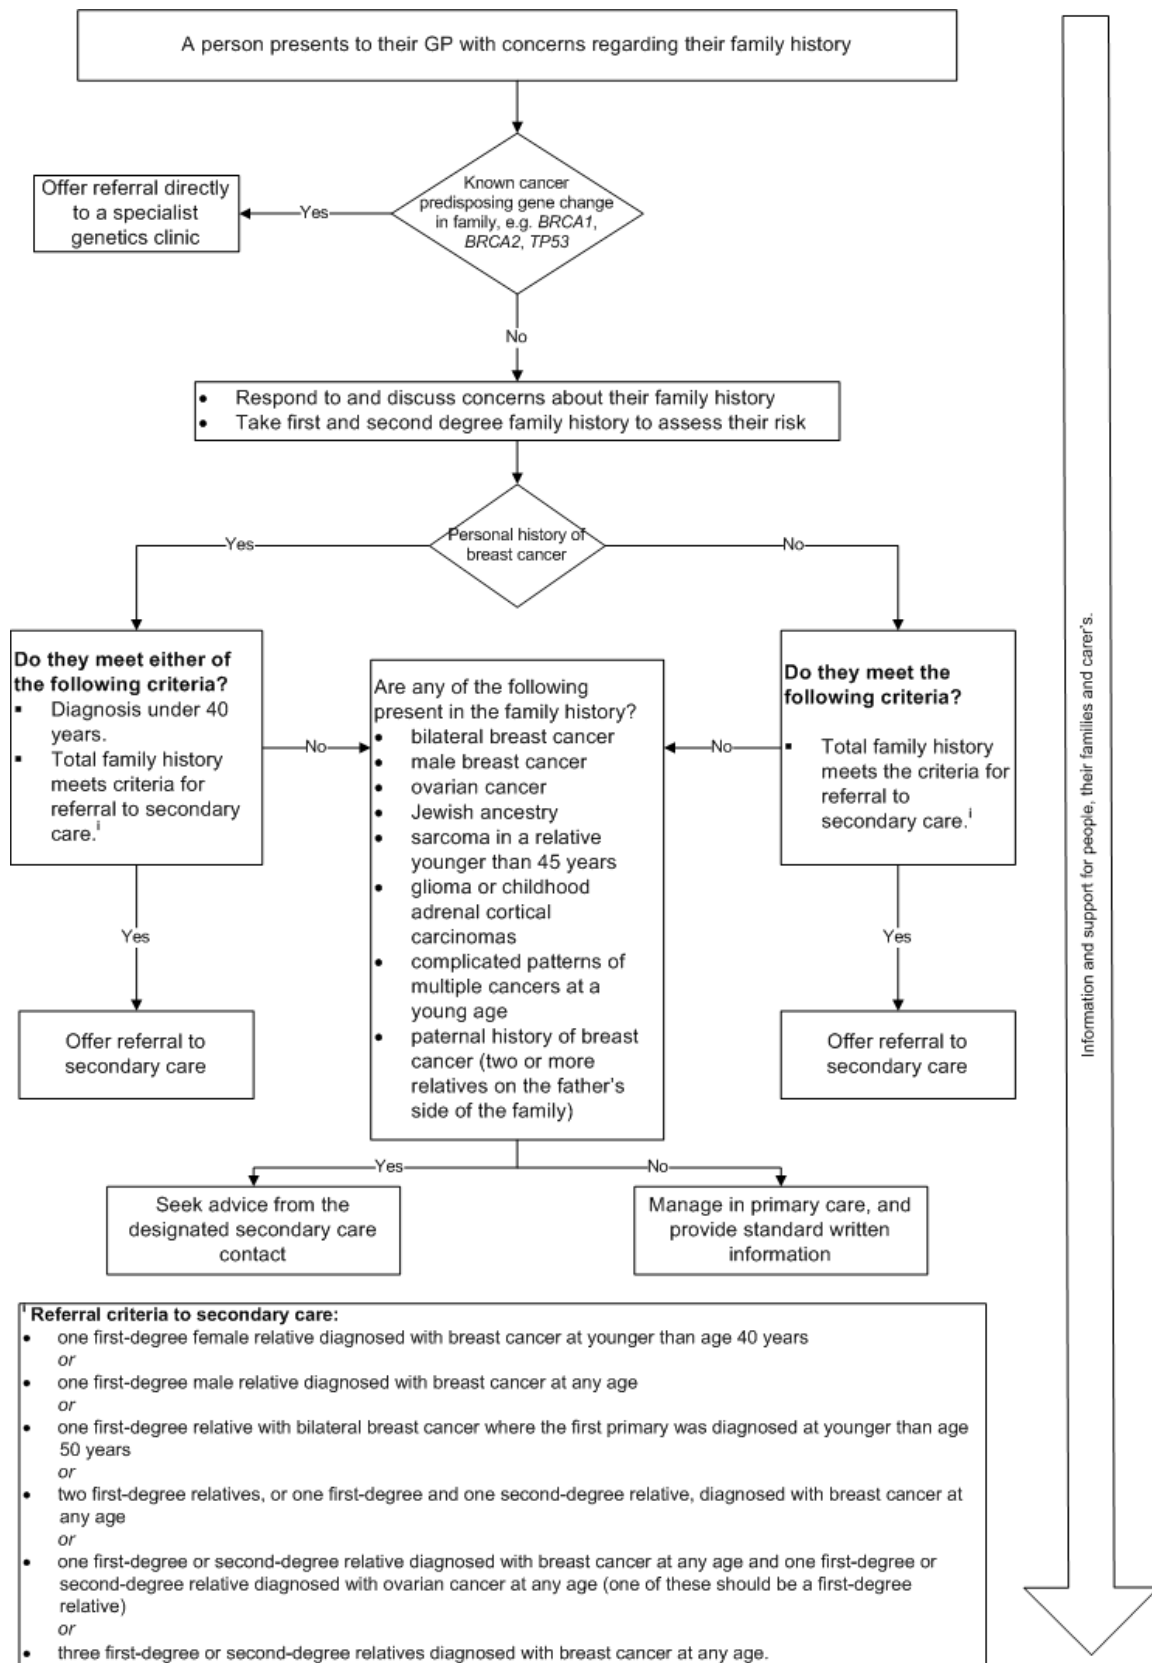 A person presents to their GP with concerns regarding their family history
Known cancer
predisposing gene change
in family, e.g. BRCA1,
BRCA2, TP53
Yes
Offer referral directly
to a specialist
genetics clinic
No
• Respond to and discuss concerns about their family history
• Take first and second degree family history to assess their risk
Personal history of
breast cancer
Yes
No
Do they meet either of
the following criteria?
▪ Diagnosis under 40
years.
▪ Total family history
meets criteria for
referral to secondary
care.i
No
Are any of the following
present in the family history?
• bilateral breast cancer
• male breast cancer
• ovarian cancer
• Jewish ancestry
• sarcoma in a relative
younger than 45 years
• glioma or childhood
adrenal cortical
carcinomas
• complicated patterns of
multiple cancers at a
young age
• paternal history of breast
cancer (two or more
relatives on the father's
side of the family)
No
Do they meet the
following criteria?
▪ Total family history
meets the criteria for
referral to
secondary care.i
Yes
Offer referral to
secondary care
Yes
Offer referral to
secondary care
Yes
No
Seek advice from the
designated secondary care
contact
Manage in primary care, and
provide standard written
information
Information and support for people, their families and carer's.
i Referral criteria to secondary care:
• one first-degree female relative diagnosed with breast cancer at younger than age 40 years
or
• one first-degree male relative diagnosed with breast cancer at any age
or
• one first-degree relative with bilateral breast cancer where the first primary was diagnosed at younger than age
50 years
or
• two first-degree relatives, or one first-degree and one second-degree relative, diagnosed with breast cancer at
any age
or
• one first-degree or second-degree relative diagnosed with breast cancer at any age and one first-degree or
second-degree relative diagnosed with ovarian cancer at any age (one of these should be a first-degree
relative)
or
• three first-degree or second-degree relatives diagnosed with breast cancer at any age.